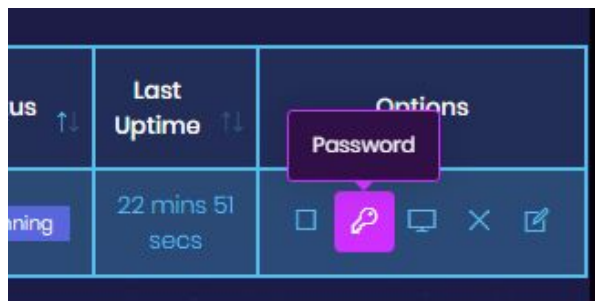 us
Last
Uptime
Options
Password
nning
22 mins 51
secs